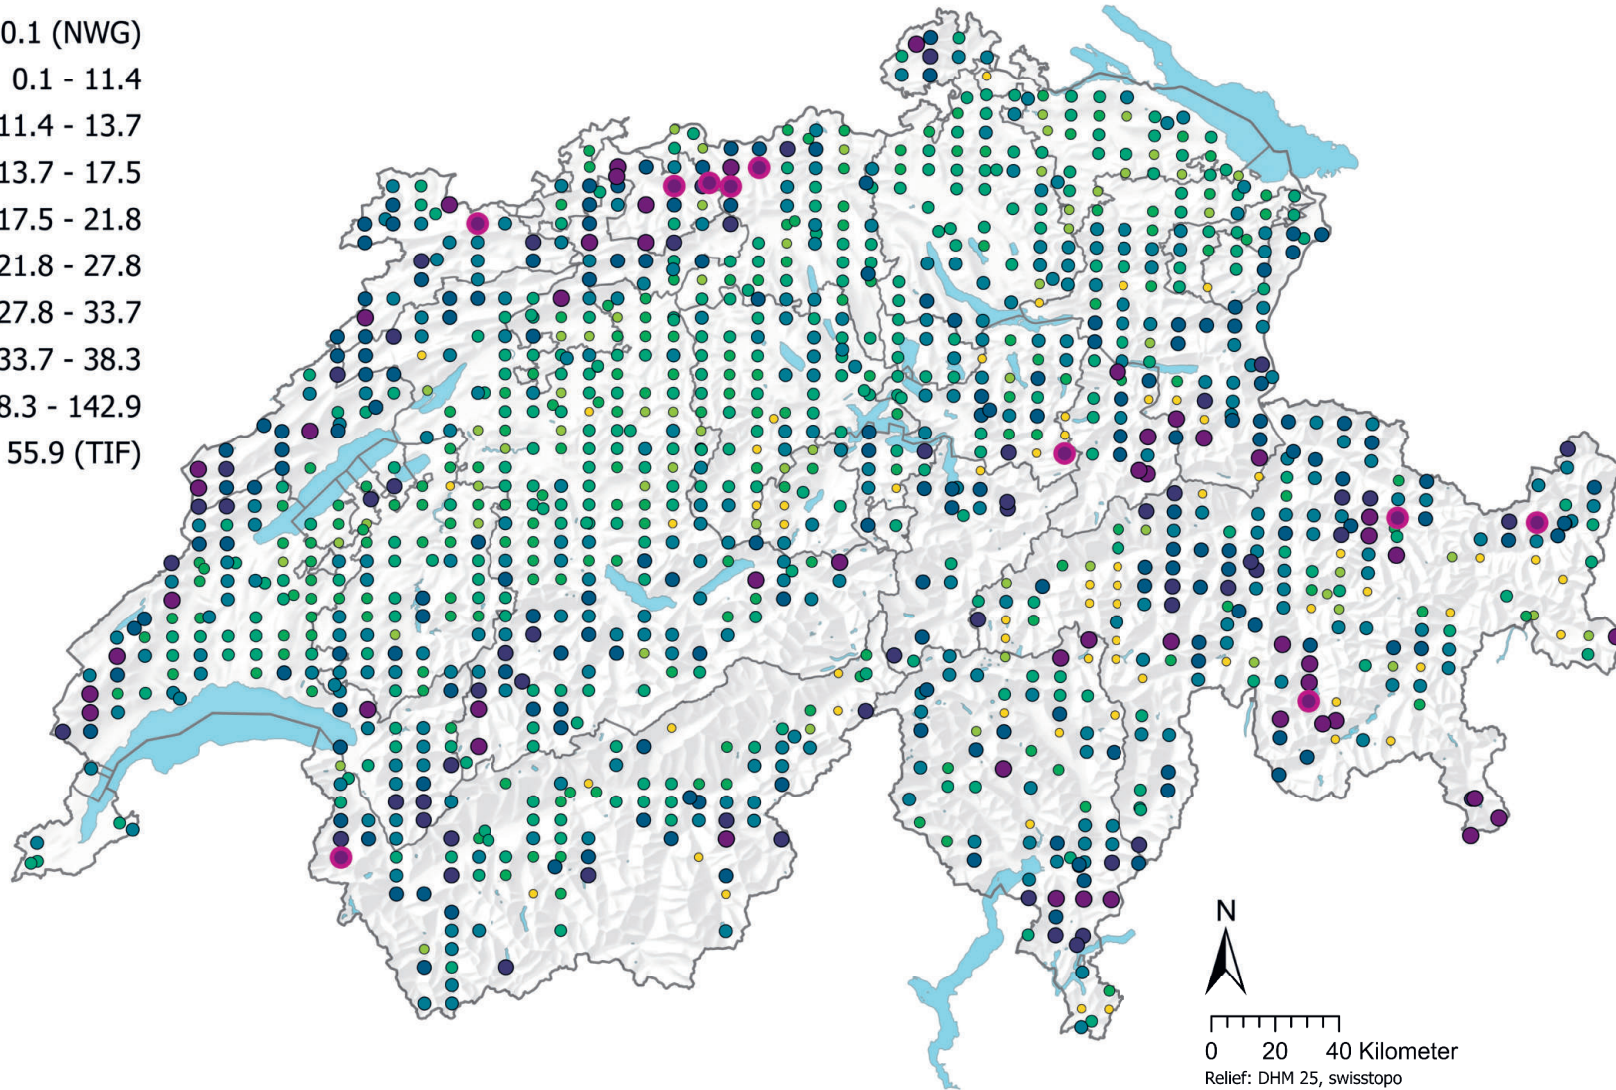 0.1 (NWG)
0.1 - 11.4
11.4 - 13.7
13.7 - 17.5
17.5 - 21.8
21.8 - 27.8
27.8 - 33.7
33.7 - 38.3
8.3 - 142.9
55.9 (TIF)
N
0 20 40 Kilometer
Relief: DHM 25, swisstopo